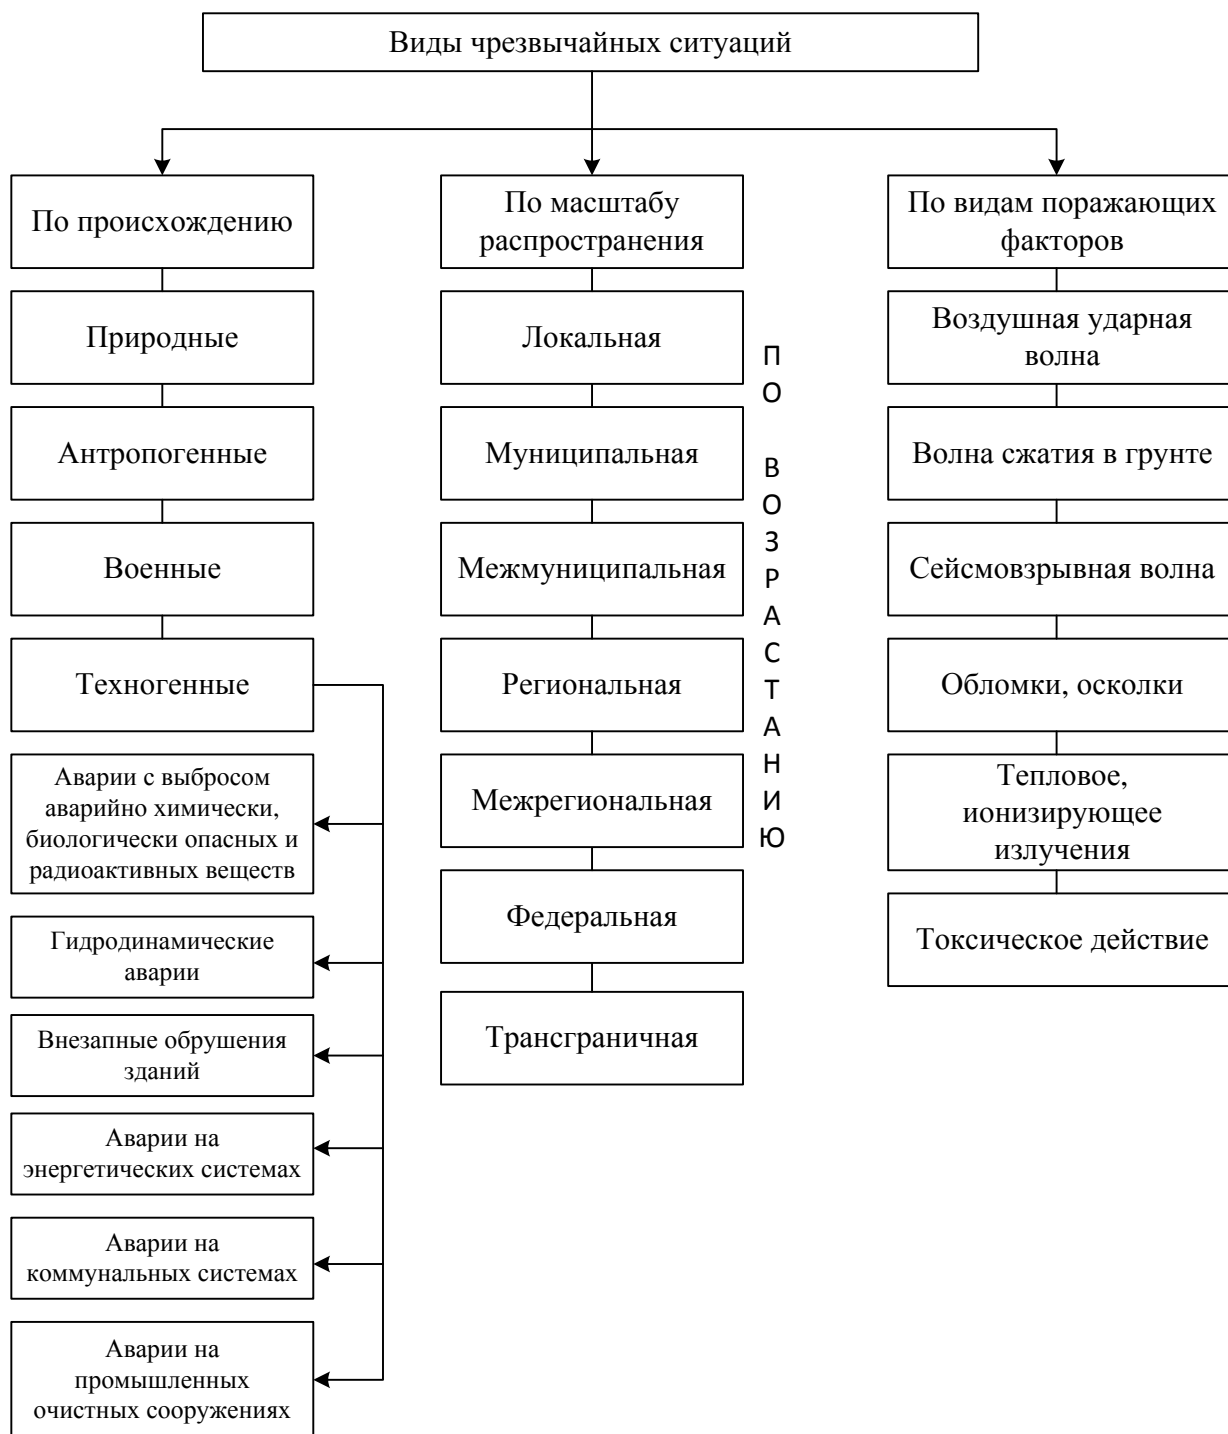 Виды чрезвычайных ситуаций
По происхождению
Природные
Антропогенные
Военные
Техногенные
Аварии с выбросом
аварийно химически,
биологически опасных и
радиоактивных веществ
Гидродинамические
аварии
Внезапные обрушения
зданий
Аварии на
энергетических системах
Аварии на
коммунальных системах
Аварии на
промышленных
очистных сооружениях
По масштабу
распространения
Локальная
Муниципальная
Межмуниципальная
Региональная
Межрегиональная
Федеральная
Трансграничная
ПО ВОЗРАСТАНИЮ
По видам поражающих
факторов
Воздушная ударная
волна
Волна сжатия в грунте
Сейсмовзрывная волна
Обломки, осколки
Тепловое,
ионизирующее
излучения
Токсическое действие